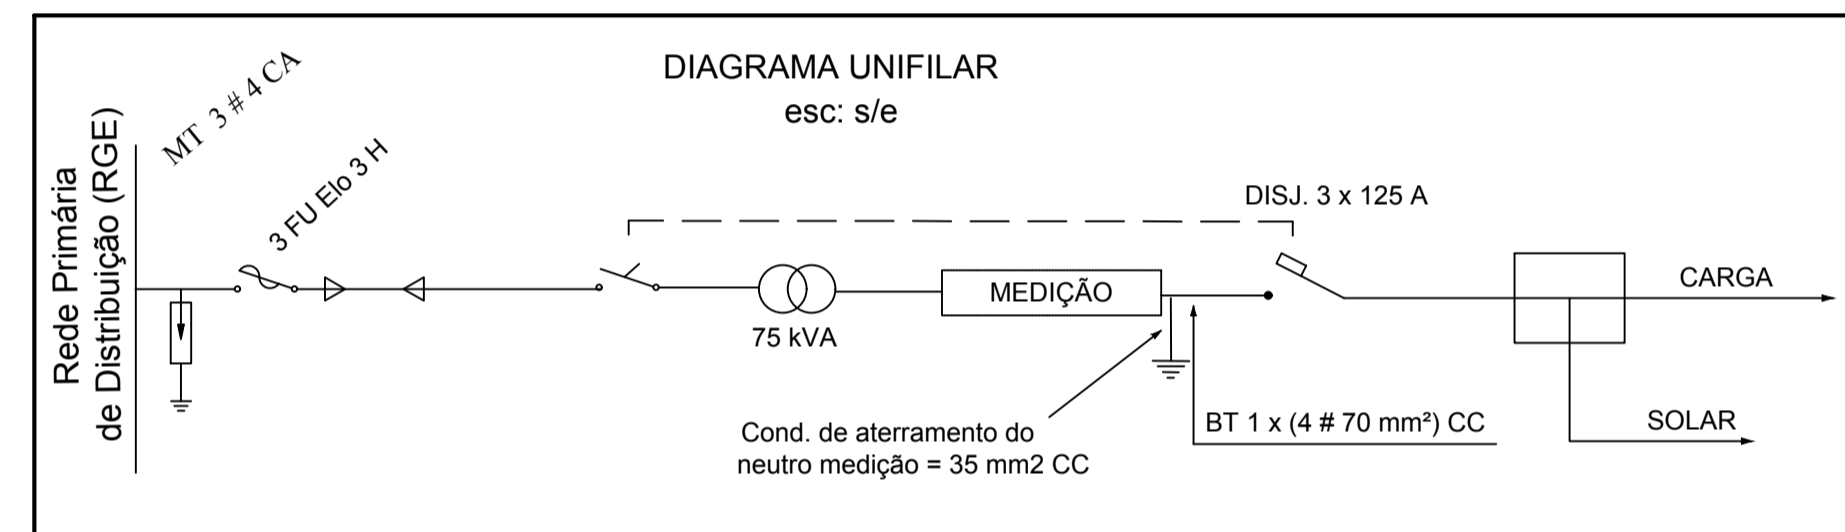 DIAGRAMA UNIFILAR
esc: s/e
Rede Primária
de Distribuição (RGE)
MT 3 # 4 CA
3 FU Elo 3 H
DISJ. 3 x 125 A
MEDIÇÃO
75 kVA
CARGA
SOLAR
BT 1 x (4 # 70 mm²) CC
Cond. de aterramento do
neutro medição = 35 mm2 CC